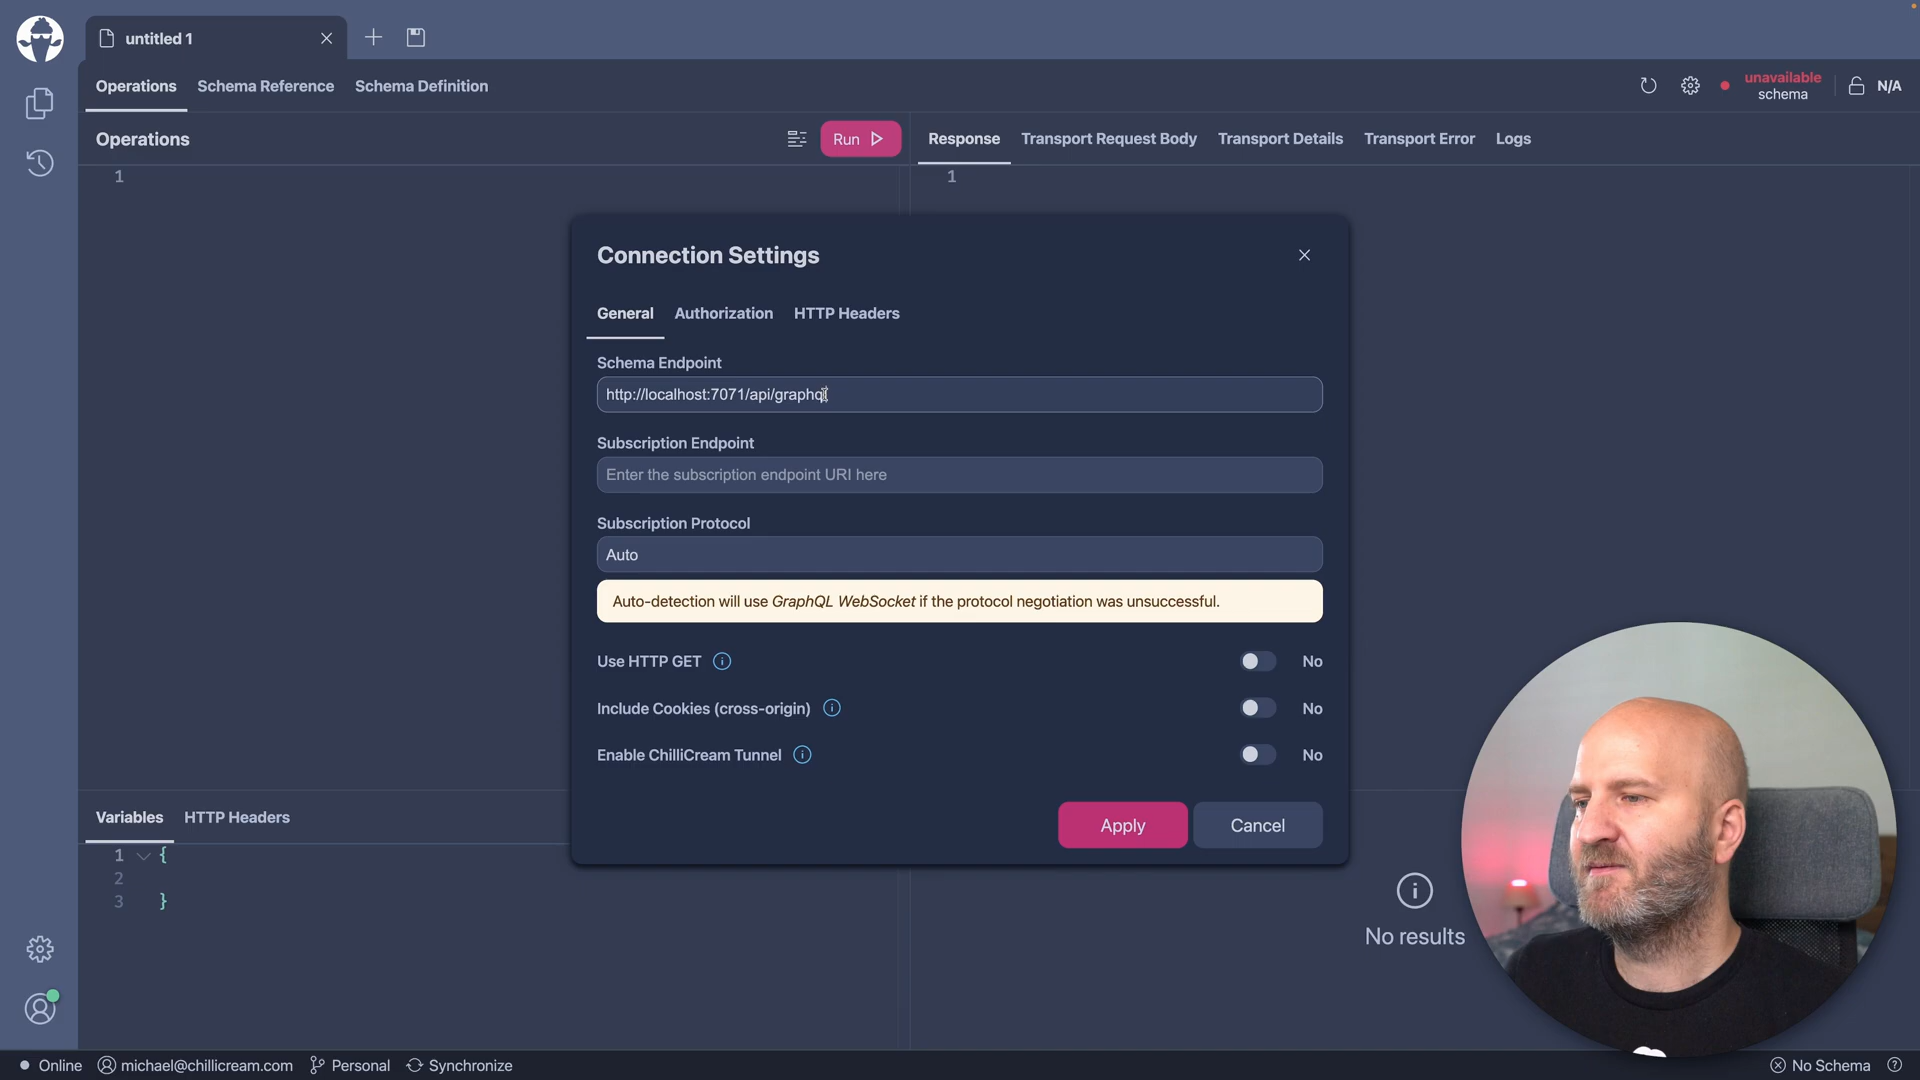 untitled 1
Operations
Schema Reference
Schema Definition
unavailable
schema
N/A
Operations
Run
Response
Transport Request Body
Transport Details
Transport Error
Logs
1
1
Connection Settings
General
Authorization
HTTP Headers
Schema Endpoint
http://localhost:7071/api/graphql
Subscription Endpoint
Enter the subscription endpoint URI here
Subscription Protocol
Auto
Auto-detection will use GraphQL WebSocket if the protocol negotiation was unsuccessful.
Use HTTP GET
No
Include Cookies (cross-origin)
No
Enable ChilliCream Tunnel
No
Apply
Cancel
Variables
HTTP Headers
1 {
2
3 }
No results
Online
michael@chillicream.com
Personal
Synchronize
No Schema